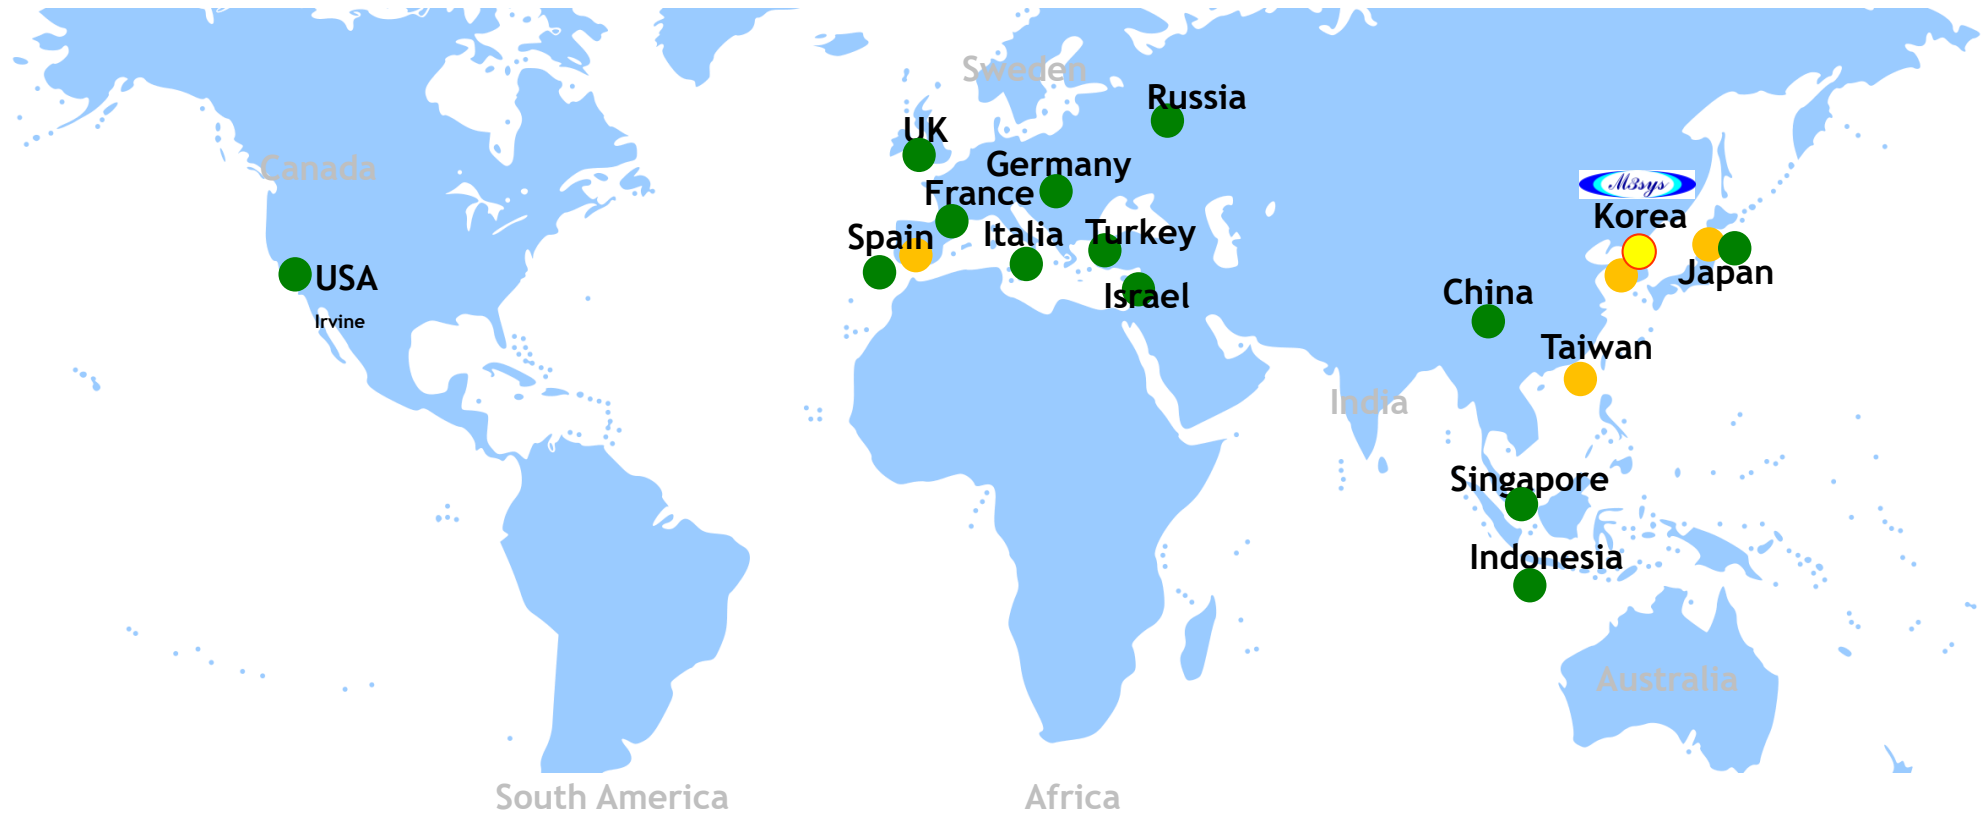 Sweden
Russia
UK
Canada
Germany
France
M3sys
Korea
Spain
Italia
Turkey
USA
Japan
China
Israel
Irvine
Taiwan
India
Singapore
Indonesia
Australia
South America
Africa